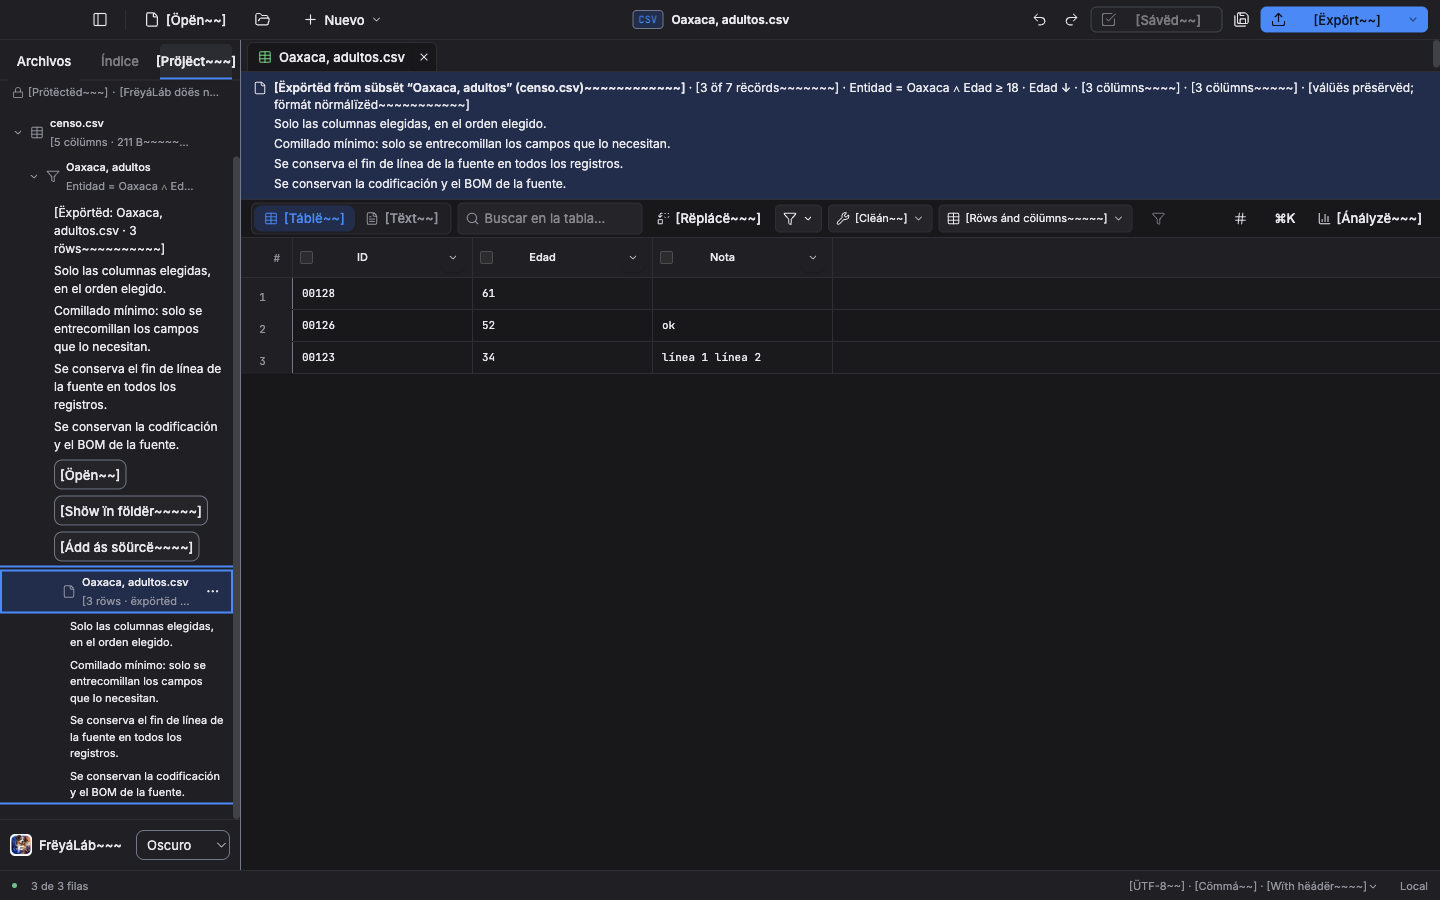 [Öpën~~]
Nuevo
CSV Oaxaca, adultos.csv
[Sávëd~~]
[Ëxpört~~]
Archivos
Índice
[Pröjëct~~~]
Oaxaca, adultos.csv
[Prötëctëd~~~] · [FrëyáLáb döës n...
censo.csv
[5 cölümns · 211 B~~~~~...
Oaxaca, adultos
Entidad = Oaxaca ∧ Ed...
[Ëxpörtëd: Oaxaca,
adultos.csv · 3
röws~~~~~~~~~~]
Solo las columnas elegidas,
en el orden elegido.
Comillado mínimo: solo se
entrecomillan los campos
que lo necesitan.
Se conserva el fin de línea de
la fuente en todos los
registros.
Se conservan la codificación
y el BOM de la fuente.
[Öpën~~]
[Shöw ïn földër~~~~~]
[Ádd ás söürcë~~~~]
Oaxaca, adultos.csv
[3 röws · ëxpörtëd ...
Solo las columnas elegidas,
en el orden elegido.
Comillado mínimo: solo se
entrecomillan los campos
que lo necesitan.
Se conserva el fin de línea de
la fuente en todos los
registros.
Se conservan la codificación
y el BOM de la fuente.
FrëyáLáb~~~
Oscuro
[Ëxpörtëd fröm sübsët “Oaxaca, adultos” (censo.csv)~~~~~~~~~~~~] · [3 öf 7 rëcörds~~~~~~~] · Entidad = Oaxaca ∧ Edad ≥ 18 · Edad ↓ · [3 cölümns~~~~] · [3 cölümns~~~~~] · [válüës prësërvëd;
förmát nörmálïzëd~~~~~~~~~~~]
Solo las columnas elegidas, en el orden elegido.
Comillado mínimo: solo se entrecomillan los campos que lo necesitan.
Se conserva el fin de línea de la fuente en todos los registros.
Se conservan la codificación y el BOM de la fuente.
[Táblë~~]
[Tëxt~~]
Buscar en la tabla...
[Rëplácë~~~]
[Clëán~~]
[Röws ánd cölümns~~~~~]
#
⌘K
[Ánályzë~~~]
# ID Edad Nota
1 00128 61
2 00126 52 ok
3 00123 34 línea 1 línea 2
3 de 3 filas
[ÜTF-8~~] · [Cömmá~~] · [Wïth hëádër~~~~]
Local